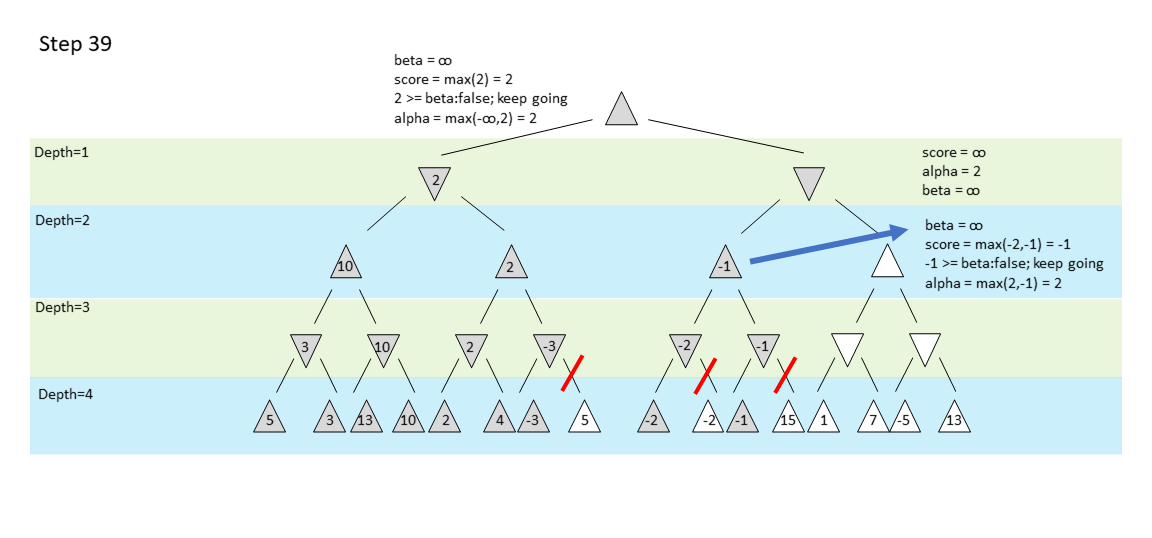 Step 39
beta = ∞
score = max(2) = 2
2 >= beta:false; keep going
alpha = max(-∞,2) = 2
Depth=1
score = ∞
alpha = 2
beta = ∞
2
Depth=2
beta = ∞
score = max(-2,-1) = -1
-1 >= beta:false; keep going
alpha = max(2,-1) = 2
10 2 -1
Depth=3
3 10 2 -3 -2 -1
Depth=4
5 3 13 10 2 4 -3 5 -2 -2 -1 15 1 7 -5 13